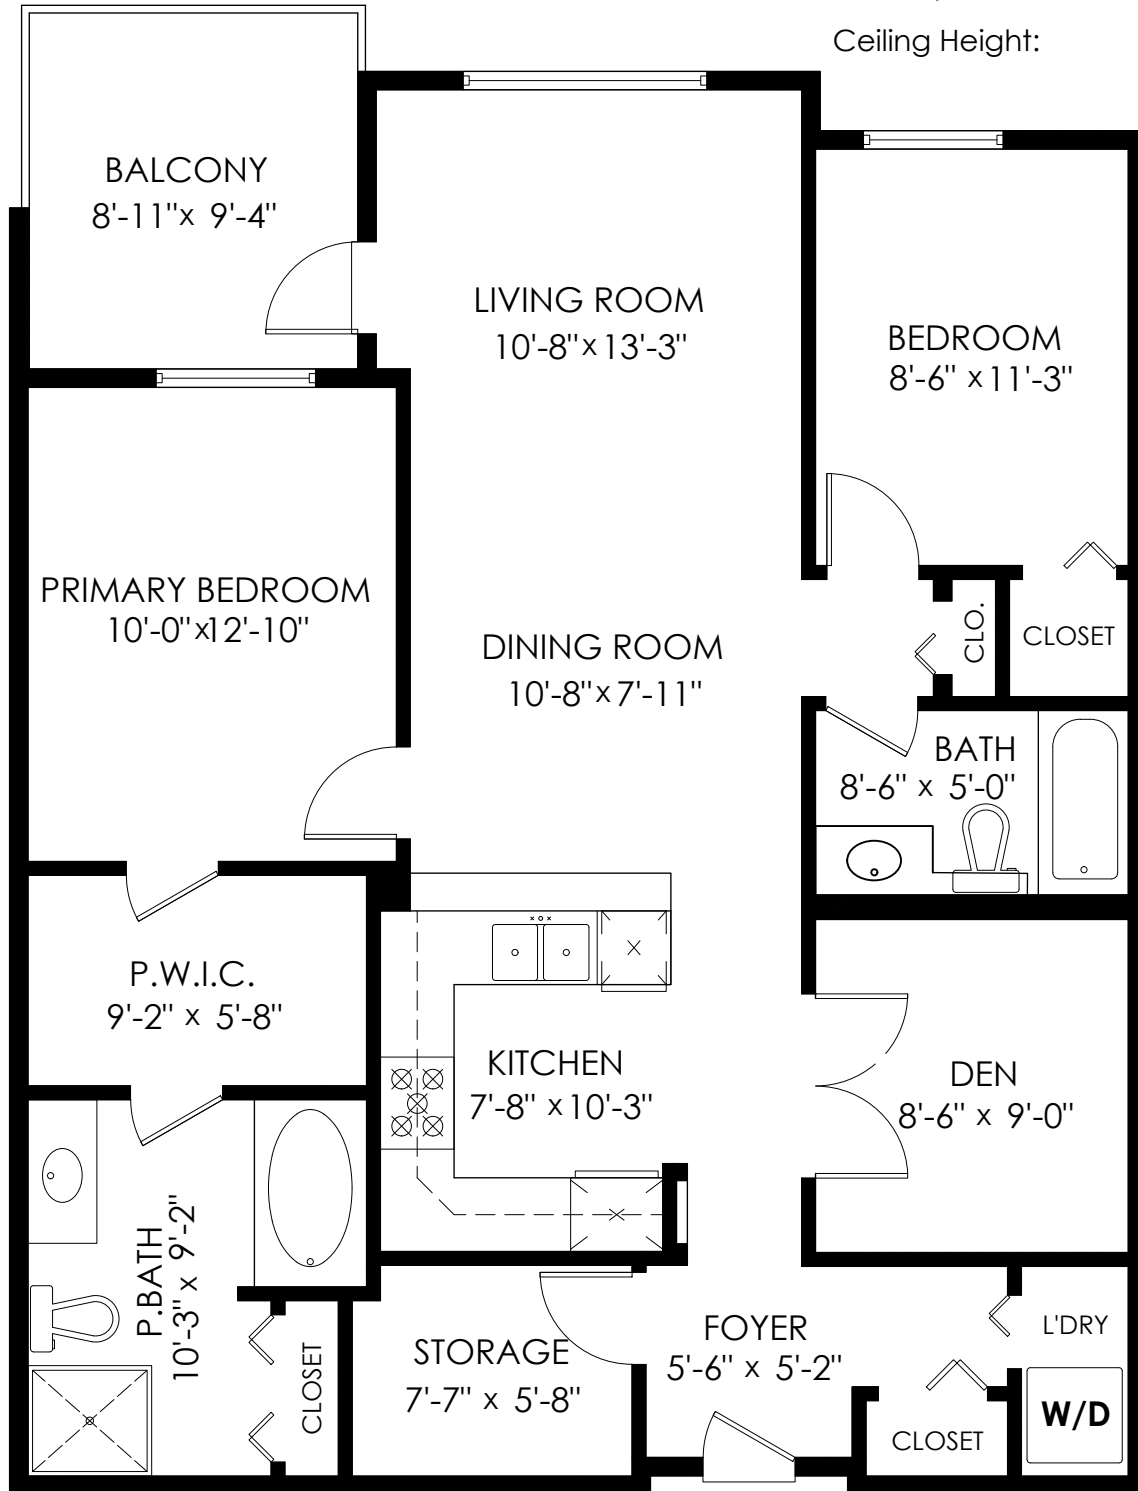 Ceiling Height:
BALCONY
8'-11"x 9'-4"
LIVING ROOM
10'-8"x13'-3"
BEDROOM
8'-6" x11'-3"
PRIMARY BEDROOM
10'-0"x12'-10"
DINING ROOM
10'-8"x7'-11"
CLO.
CLOSET
BATH
8'-6" x 5'-0"
P.W.I.C.
9'-2" x 5'-8"
KITCHEN
7'-8" x10'-3"
DEN
8'-6" x 9'-0"
P.BATH
10'-3" x 9'-2"
CLOSET
STORAGE
7'-7" x 5'-8"
FOYER
5'-6" x 5'-2"
L'DRY
W/D
CLOSET